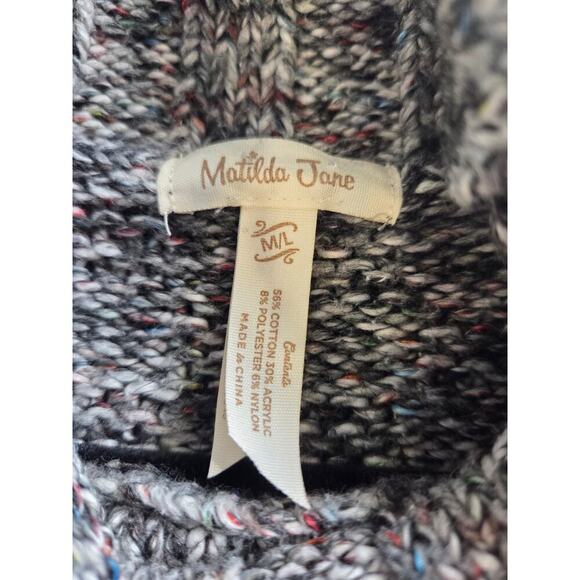 Matilda Jane
M/L
Contents
56% COTTON 30% ACRYLIC
8% POLYESTER 6% NYLON
MADE in CHINA